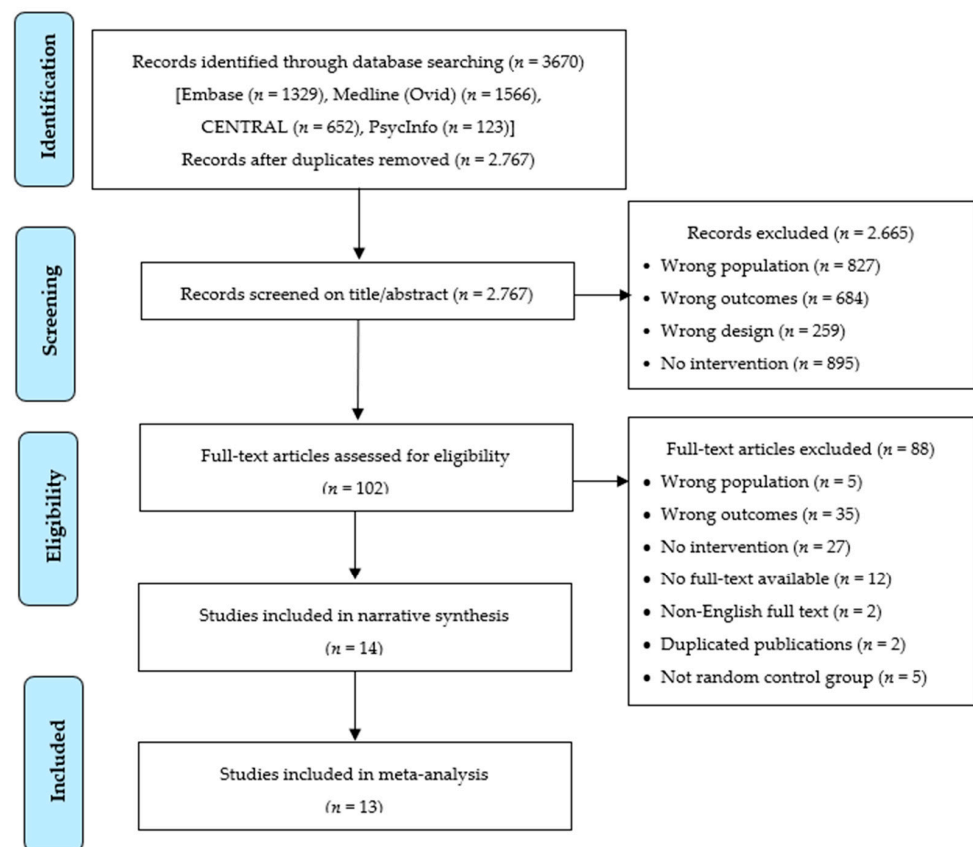 Identification
Records identified through database searching (n = 3670)
[Embase (n = 1329), Medline (Ovid) (n = 1566),
CENTRAL (n = 652), PsycInfo (n = 123)]
Records after duplicates removed (n = 2.767)
Screening
Records screened on title/abstract (n = 2.767)
Records excluded (n = 2.665)
• Wrong population (n = 827)
• Wrong outcomes (n = 684)
• Wrong design (n = 259)
• No intervention (n = 895)
Eligibility
Full-text articles assessed for eligibility
(n = 102)
Full-text articles excluded (n = 88)
• Wrong population (n = 5)
• Wrong outcomes (n = 35)
• No intervention (n = 27)
• No full-text available (n = 12)
• Non-English full text (n = 2)
• Duplicated publications (n = 2)
• Not random control group (n = 5)
Studies included in narrative synthesis
(n = 14)
Included
Studies included in meta-analysis
(n = 13)